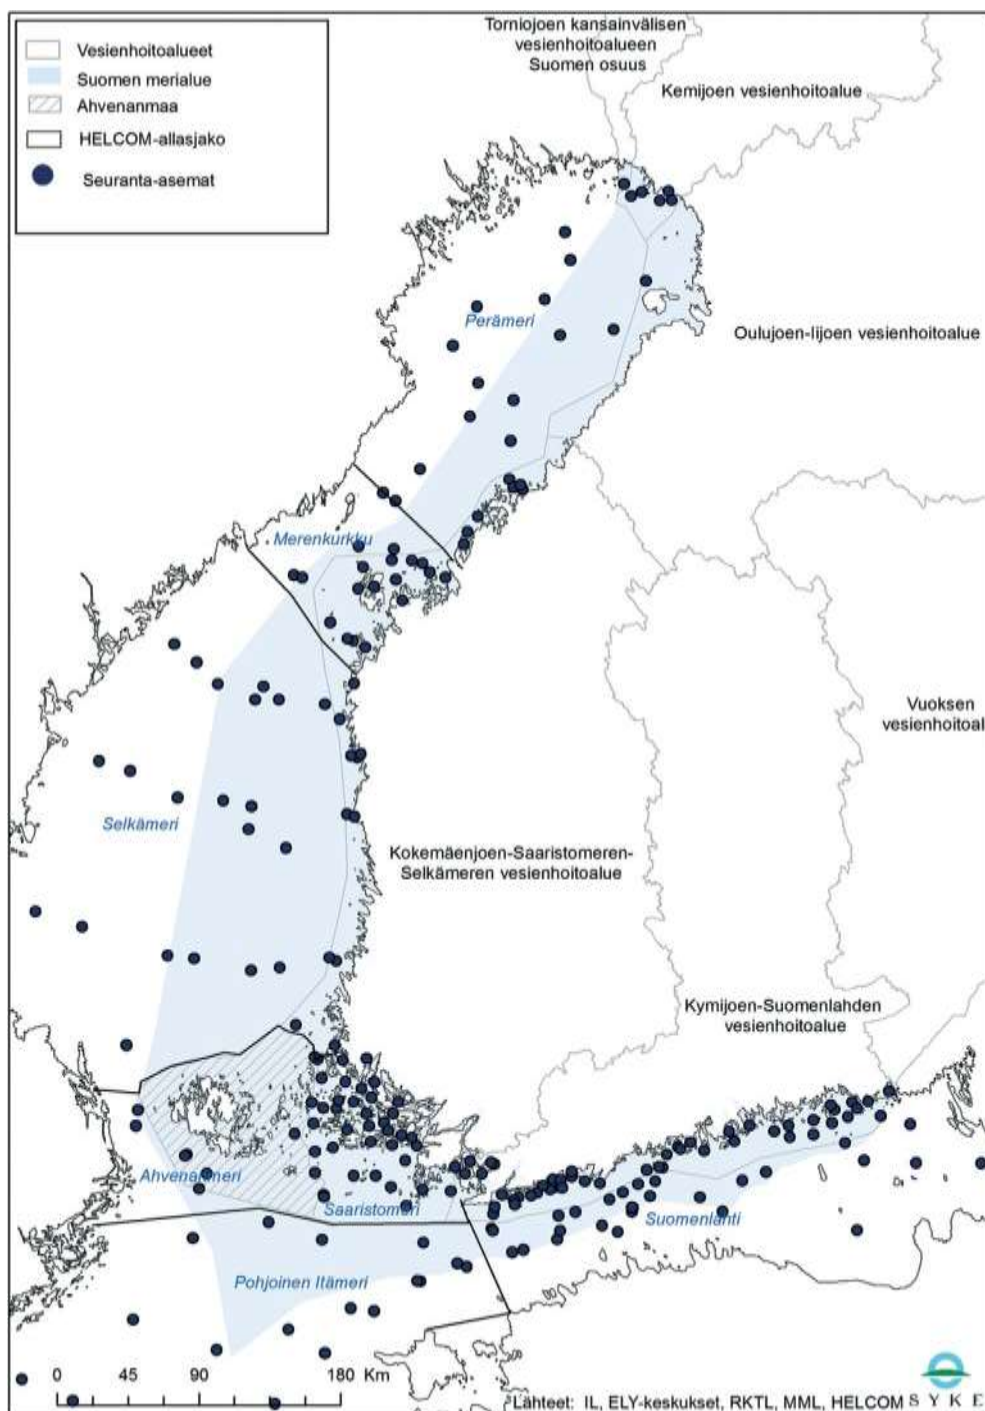 Vesienhoitoalueet
Suomen merialue
Ahvenanmaa
HELCOM-allasjako
Seuranta-asemat
Torniojoen kansainvälisen
vesienhoitoalueen
Suomen osuus
Kemijoen vesienhoitoalue
Perämeri
Oulujoen-Iijoen vesienhoitoalue
Merenkurkku
Vuoksen
vesienhoitoal
Selkämeri
Kokemäenjoen-Saaristomeren-
Selkämeren vesienhoitoalue
Kymijoen-Suomenlahden
vesienhoitoalue
Ahvenanmeri
Saaristomeri
Suomenlahti
Pohjoinen Itämeri
0 45 90 180 Km
Lähteet: IL, ELY-keskukset, RKTL, MML, HELCOM
SYKE